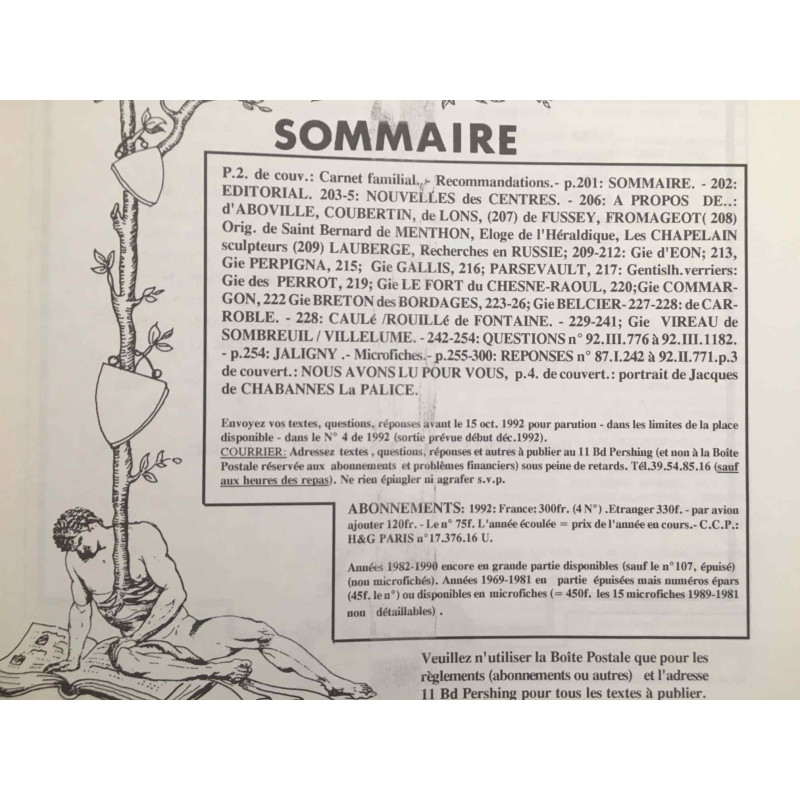 SOMMAIRE
P.2. de couv.: Carnet familial.,- Recommandations.- p.201: SOMMAIRE. - 202:
EDITORIAL. 203-5: NOUVELLES des CENTRES. - 206: A PROPOS DE..:
d'ABOVILLE, COUBERTIN, de LONS, (207) de FUSSEY, FROMAGEOT( 208)
Orig. de Saint Bernard de MENTHON, Eloge de l'Héraldique, Les CHAPELAIN
sculpteurs (209) LAUBERGE, Recherches en RUSSIE; 209-212: Gie d'EON; 213,
Gie PERPIGNA, 215; Gie GALLIS, 216; PARSEVAULT, 217: Gentislh.verriers:
Gie des PERROT, 219; Gie LE FORT du CHESNE-RAOUL, 220;Gie COMMAR-
GON, 222 Gie BRETON des BORDAGES, 223-26; Gie BELCIER- 227-228: de CAR-
ROBLE. - 228: CAULé /ROUILLé de FONTAINE. - 229-241; Gie VIREAU de
SOMBREUIL / VILLELUME. - 242-254: QUESTIONS n° 92.III.776 à 92.III.1182.
- p.254: JALIGNY .- Microfiches.- p.255-300: REPONSES n° 87.I.242 à 92.II.771.p.3
de couvert.: NOUS AVONS LU POUR VOUS, p.4. de couvert.: portrait de Jacques
de CHABANNES La PALICE.
Envoyez vos textes, questions, réponses avant le 15 oct. 1992 pour parution - dans les limites de la place
disponible - dans le N° 4 de 1992 (sortie prévue début déc.1992).
COURRIER: Adressez textes , questions, réponses et autres à publier au 11 Bd Pershing (et non à la Boîte
Postale réservée aux abonnements et problèmes financiers) sous peine de retards. Tél.39.54.85.16 (sauf
aux heures des repas). Ne rien épingler ni agrafer s.v.p.
ABONNEMENTS: 1992: France: 300fr. (4 N°) .Etranger 330f. - par avion
ajouter 120fr. - Le n° 75f. L'année écoulée = prix de l'année en cours.- C.C.P.:
H&G PARIS n°17.376.16 U.
Années 1982-1990 encore en grande partie disponibles (sauf le n°107, épuisé)
(non microfichés). Années 1969-1981 en partie épuisées mais numéros épars
(45f. le n°) ou disponibles en microfiches (= 450f. les 15 microfiches 1989-1981
non détaillables) .
Veuillez n'utiliser la Boîte Postale que pour les
règlements (abonnements ou autres) et l'adresse
11 Bd Pershing pour tous les textes à publier.